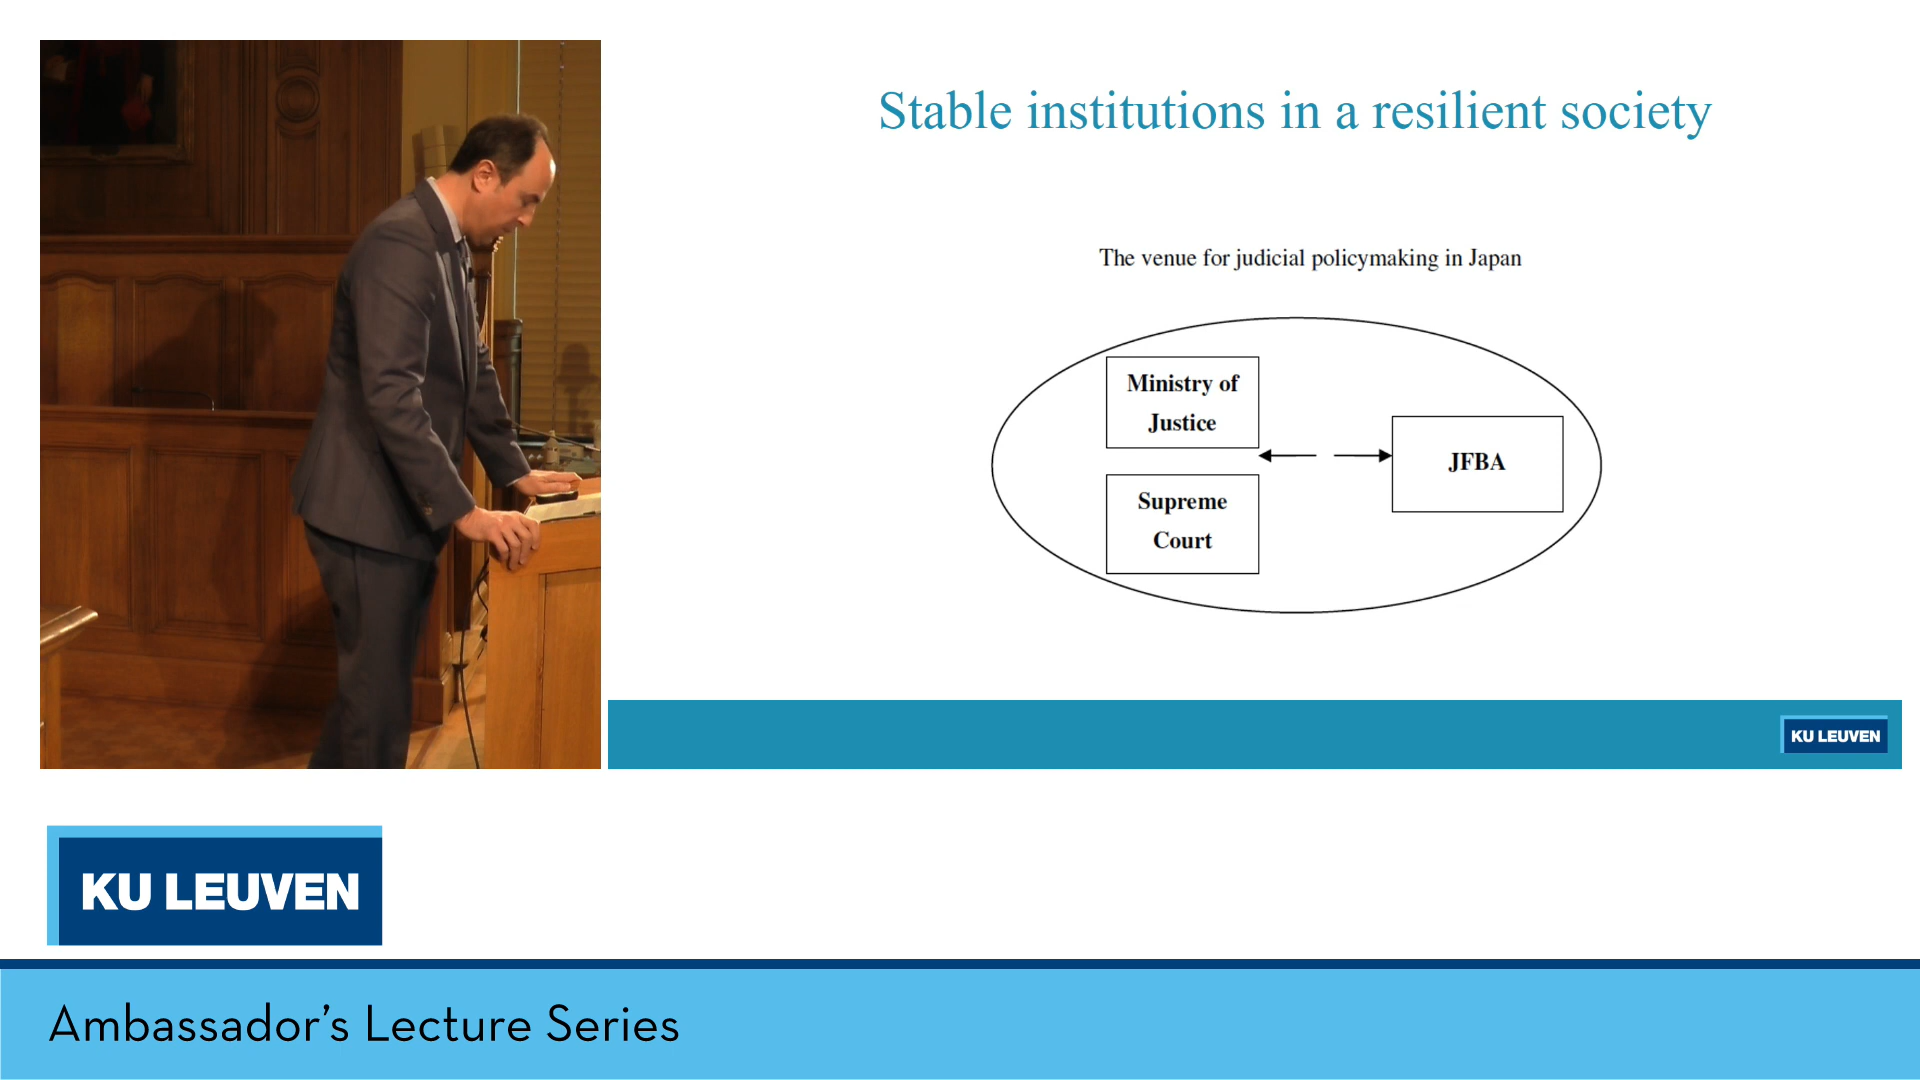 Stable institutions in a resilient society
The venue for judicial policymaking in Japan
Ministry of
Justice
JFBA
Supreme
Court
KU LEUVEN
KU LEUVEN
Ambassador’s Lecture Series